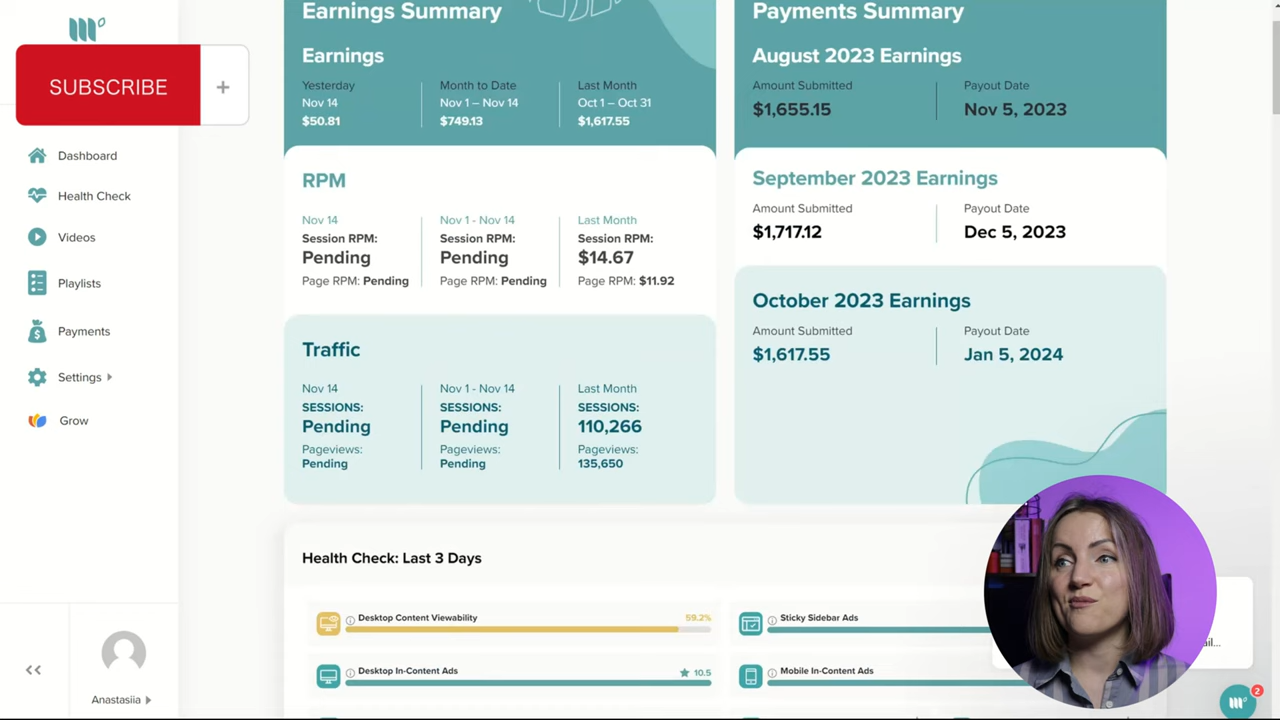 SUBSCRIBE
+
Dashboard
Health Check
Videos
Playlists
Payments
Settings
Grow
Anastasiia
Earnings Summary
Earnings
Yesterday
Nov 14
$50.81
Month to Date
Nov 1 – Nov 14
$749.13
Last Month
Oct 1 – Oct 31
$1,617.55
RPM
Nov 14
Session RPM:
Pending
Page RPM: Pending
Nov 1 - Nov 14
Session RPM:
Pending
Page RPM: Pending
Last Month
Session RPM:
$14.67
Page RPM: $11.92
Traffic
Nov 14
SESSIONS:
Pending
Pageviews:
Pending
Nov 1 - Nov 14
SESSIONS:
Pending
Pageviews:
Pending
Last Month
SESSIONS:
110,266
Pageviews:
135,650
Payments Summary
August 2023 Earnings
Amount Submitted
$1,655.15
Payout Date
Nov 5, 2023
September 2023 Earnings
Amount Submitted
$1,717.12
Payout Date
Dec 5, 2023
October 2023 Earnings
Amount Submitted
$1,617.55
Payout Date
Jan 5, 2024
Health Check: Last 3 Days
Desktop Content Viewability
59.2%
Sticky Sidebar Ads
Desktop In-Content Ads
10.5
Mobile In-Content Ads
2